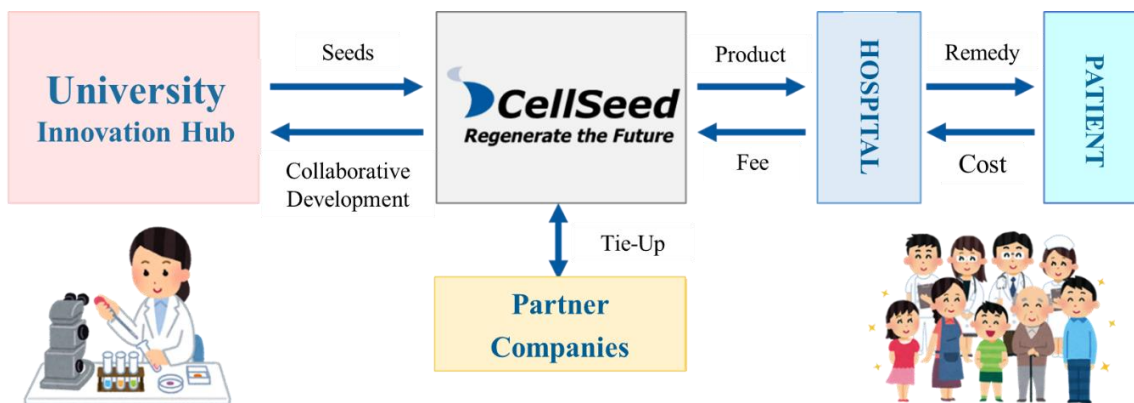 University
Innovation Hub
Seeds
Collaborative
Development
CellSeed
Regenerate the Future
Product
Fee
HOSPITAL
Remedy
Cost
PATIENT
Tie-Up
Partner
Companies